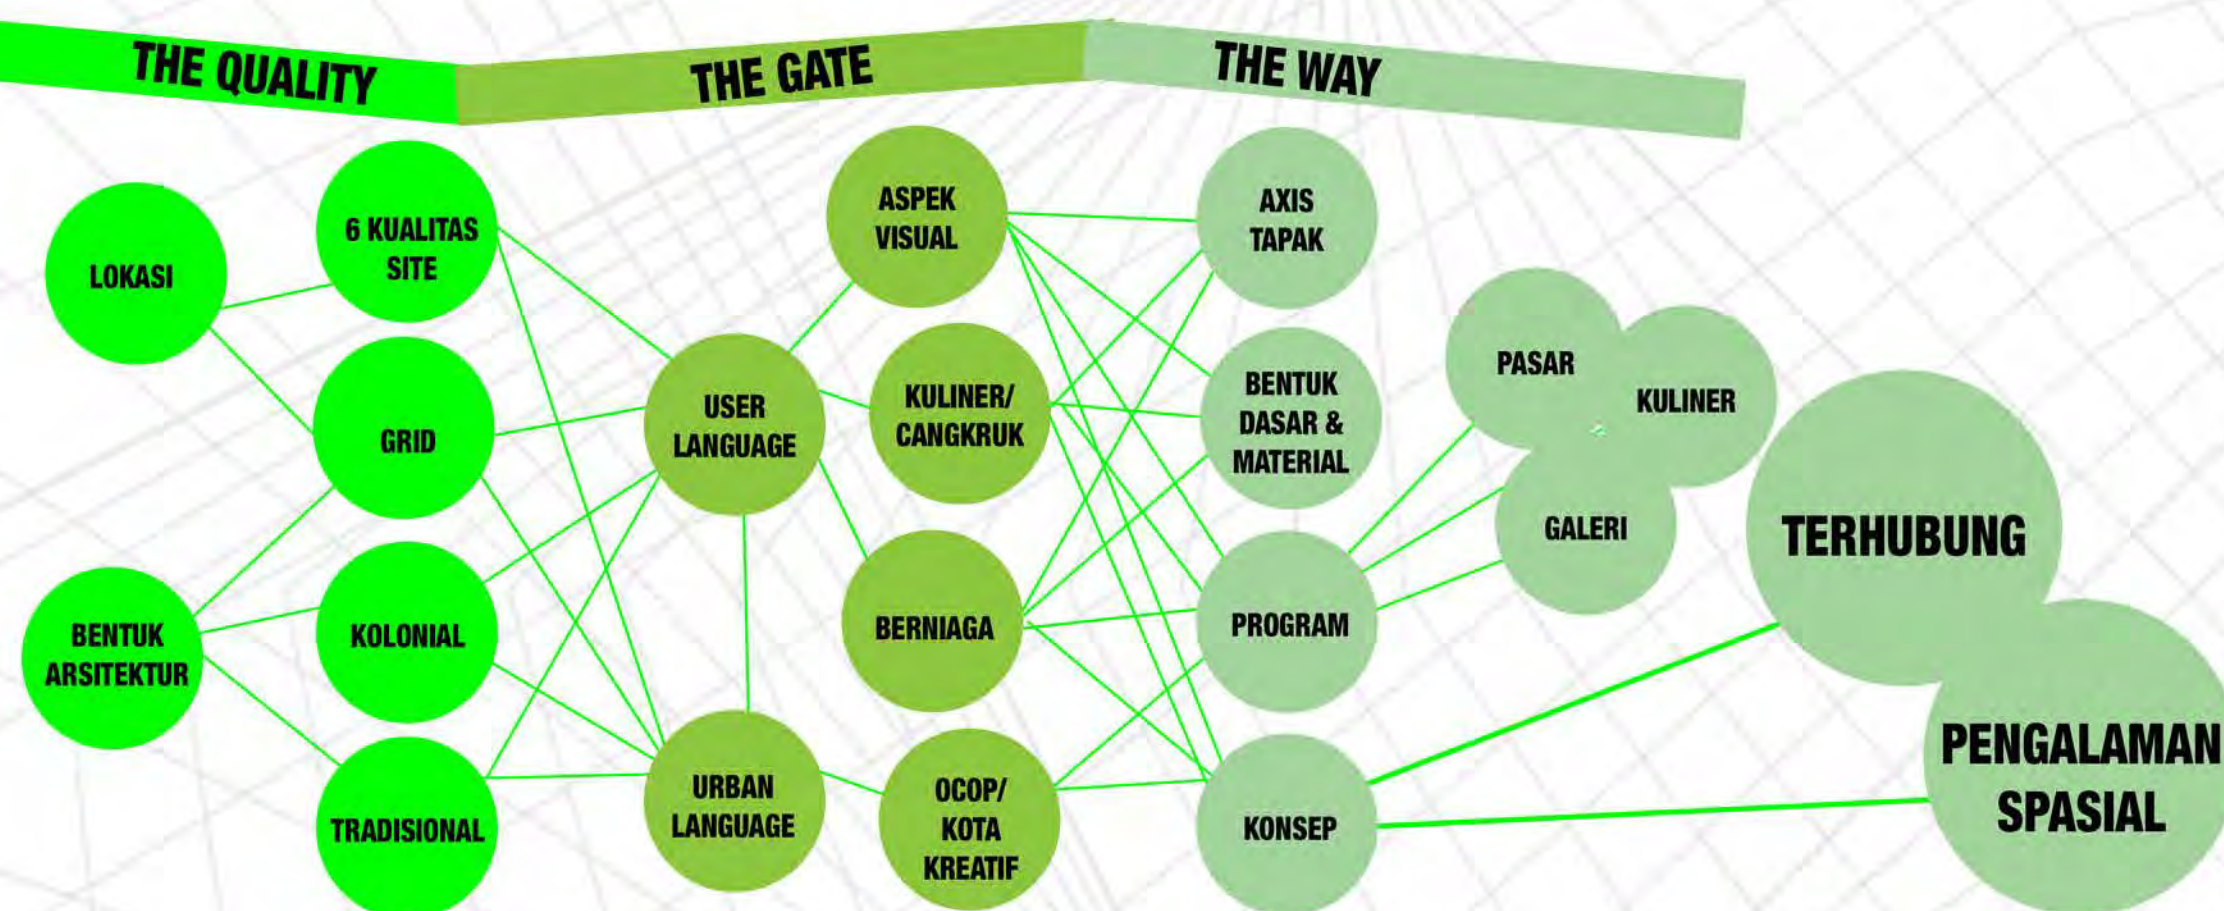 THE QUALITY
THE GATE
THE WAY
LOKASI
BENTUK
ARSITEKTUR
6 KUALITAS
SITE
GRID
KOLONIAL
TRADISIONAL
USER
LANGUAGE
URBAN
LANGUAGE
ASPEK
VISUAL
KULINER/
CANGKRUK
BERNIAGA
OCOP/
KOTA
KREATIF
AXIS
TAPAK
BENTUK
DASAR &
MATERIAL
PROGRAM
KONSEP
PASAR
KULINER
GALERI
TERHUBUNG
PENGALAMAN
SPASIAL